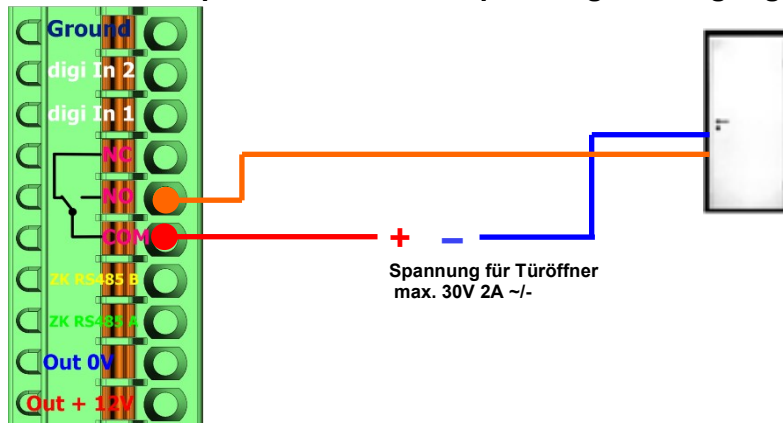 Ground
digi In 2
digi In 1
NC
NO
COM
ZK RS485 B
ZK RS485 A
Out 0V
Out + 12V
+ –
Spannung für Türöffner
max. 30V 2A ~/-